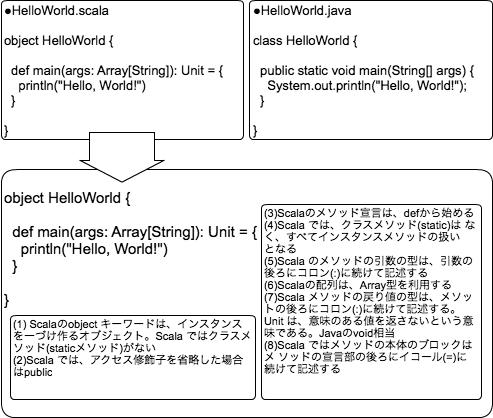 ●HelloWorld.scala
object HelloWorld {
def main(args: Array[String]): Unit = {
println("Hello, World!")
}
}
●HelloWorld.java
class HelloWorld {
public static void main(String[] args) {
System.out.println("Hello, World!");
}
}
object HelloWorld {
def main(args: Array[String]): Unit = {
println("Hello, World!")
}
}
(1) Scalaのobject キーワードは、インスタンス
を一づけ作るオブジェクト。Scala ではクラスメ
ソッド(staticメソッド)がない
(2)Scala では、アクセス修飾子を省略した場合
はpublic
(3)Scalaのメソッド宣言は、defから始める
(4)Scala では、クラスメソッド(static)は な
く、すべてインスタンスメソッドの扱い
となる
(5)Scala のメソッドの引数の型は、引数の
後ろにコロン(:)に続けて記述する
(6)Scalaの配列は、Array型を利用する
(7)Scala メソッドの戻り値の型は、メソッ
トの後ろにコロン(:)に続けて記述する。
Unit は、意味のある値を返さないという意
味である。Javaのvoid相当
(8)Scala ではメソッドの本体のブロックは
メ ソッドの宣言部の後ろにイコール(=)に
続けて記述する